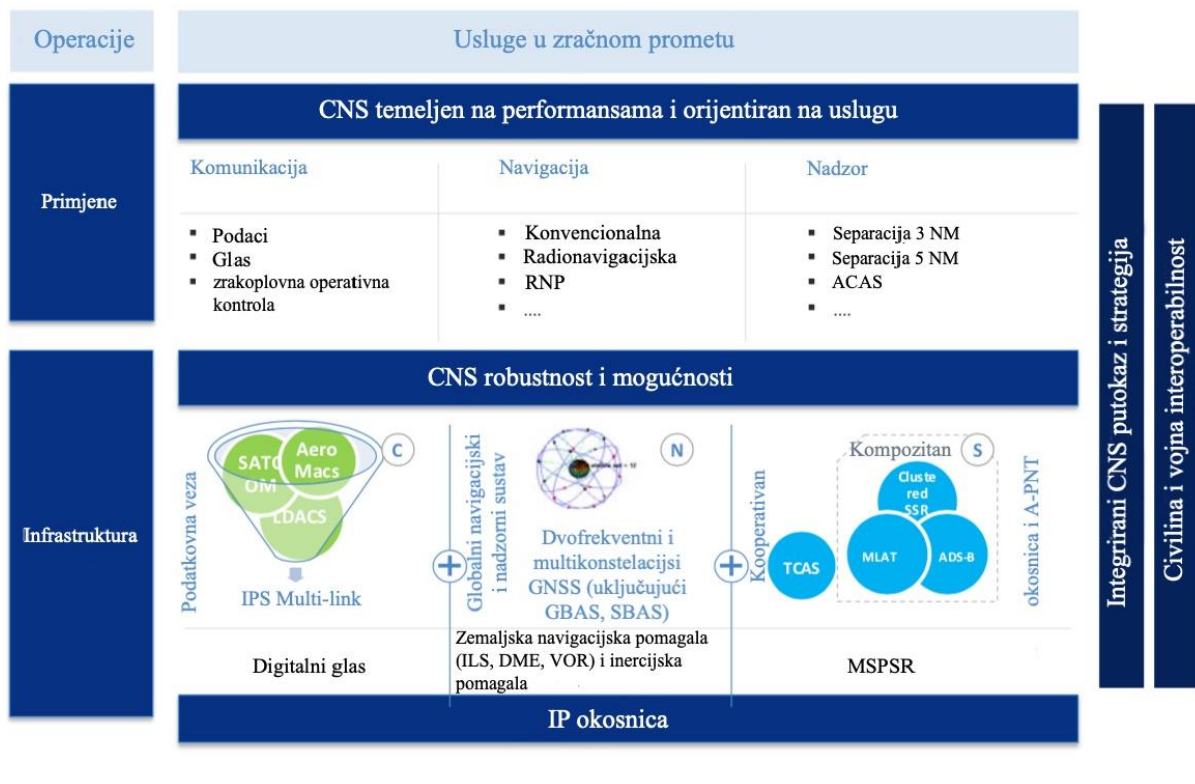 Operacije
Usluge u zračnom prometu
CNS temeljen na performansama i orijentiran na uslugu
Primjene
Komunikacija
Navigacija
Nadzor
▪ Podaci
▪ Glas
▪ zrakoplovna operativna
kontrola
▪ Konvencionalna
▪ Radionavigacijska
▪ RNP
▪ ....
▪ Separacija 3 NM
▪ Separacija 5 NM
▪ ACAS
▪ ....
Infrastruktura
CNS robustnost i mogućnosti
Podatkovna veza
SATC
OM
Aero
Macs
LDACS
C
IPS Multi-link
Digitalni glas
+
Globalni navigacijski
i nadzorni sustav
N
Dvofrekventni i
multikonstelacijsi
GNSS (uključujući
GBAS, SBAS)
Zemaljska navigacijska pomagala
(ILS, DME, VOR) i inercijska
pomagala
+
Kooperativan
TCAS
Kompozitan
S
Cluste
red
SSR
MLAT
ADS-B
okosnica i A-PNT
MSPSR
IP okosnica
Integrirani CNS putokaz i strategija
Civilina i vojna interoperabilnost